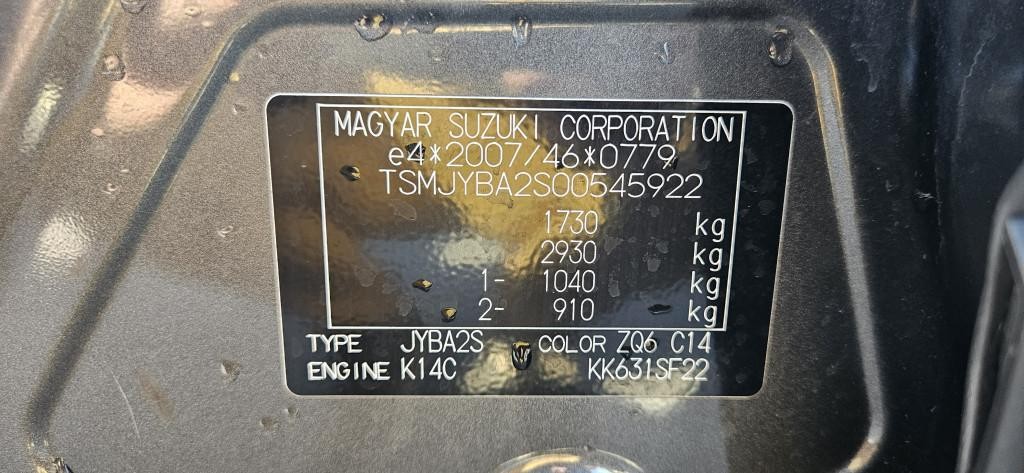 MAGYAR SUZUKI CORPORATION
e4*2007/46*0779
TSMJYBA2S00545922
1730 kg
2930 kg
1- 1040 kg
2- 910 kg
TYPE JYBA2S COLOR ZQ6 C14
ENGINE K14C KK631SF22